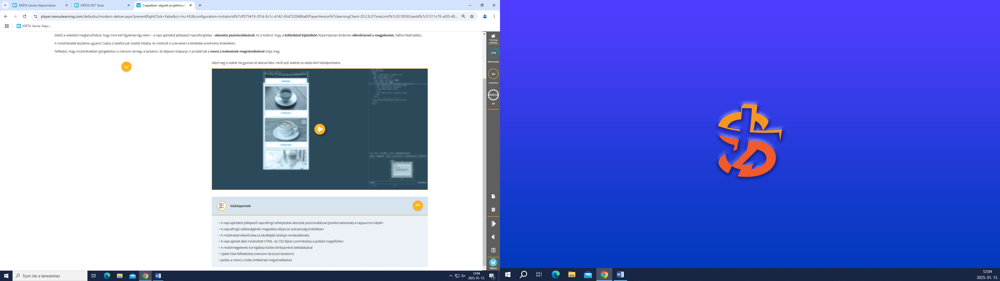 KRÉTA Iskolai Alaprendszer
KRÉTA DKT Tanár
Csapatban végzett projektmun
player.nexiuslearning.com/defaultui/modern-deliver.aspx?preventRightClick=False&cc=hu-HU&configuration=InitiatorId%7cff375419-3f1d-8c1c-d142-65d7220486a0!PlayerVersion%7clearningClient-20.2.8.2!TimeLimit%7c331859!UserId%7c31311c78-af20-48...
KRÉTA Iskolai Alapr...
Ebből a videóból megtanulhatod, hogy mire kell figyelned egy elem – a napi ajánlatot jelképező napraforgókép – abszolút pozicionálásánál. Az is kiderül, hogy a különböző kijelzőkön folyamatosan érdemes ellenőrizned a megjelenést, hátha hibát találsz.
A mobilnézetet tesztelve ugyanis Csaba is belefut pár kisebb hibába, és módosít is a terveken a tökéletes eredmény érdekében.
Felfedezi, hogy mobilnézetben görgetéskor a menüre rámegy a tartalom, és teljesen kitakarja. A problémát a menü z-indexének megnövelésével oldja meg.
Nézd meg a videót! Ha gyorsan át akarod látni, miről szól, kattints az alatta lévő Vázlatpontokra.
Vázlatpontok
• A napi ajánlatot jelképező napraforgó elhelyezése abszolút pozicionálással (position:absolute) a cappuccino képén
• A napraforgó szélességének megadása (40px) az arányosság érdekében
• A mobilnézet ellenőrzése (a kávéfajták blokkjai rendezetlenek)
• A napi ajánlat által módosított HTML- és CSS-fájlok commitolása a javítást megelőzően
• A mobilmegjelenés korrigálása köztes töréspontok beiktatásával
• Újabb hiba felfedezése (menüre rácsúszó tartalom)
• Javítás a menü z-index értékének megnövelésével
Tananyag
bezárása
27%
Előrehaladás
0%
Eredmény
Idő
Menü
Írjon ide a kereséshez
12:04
2025. 01. 13.
1
12:04
2025. 01. 13.